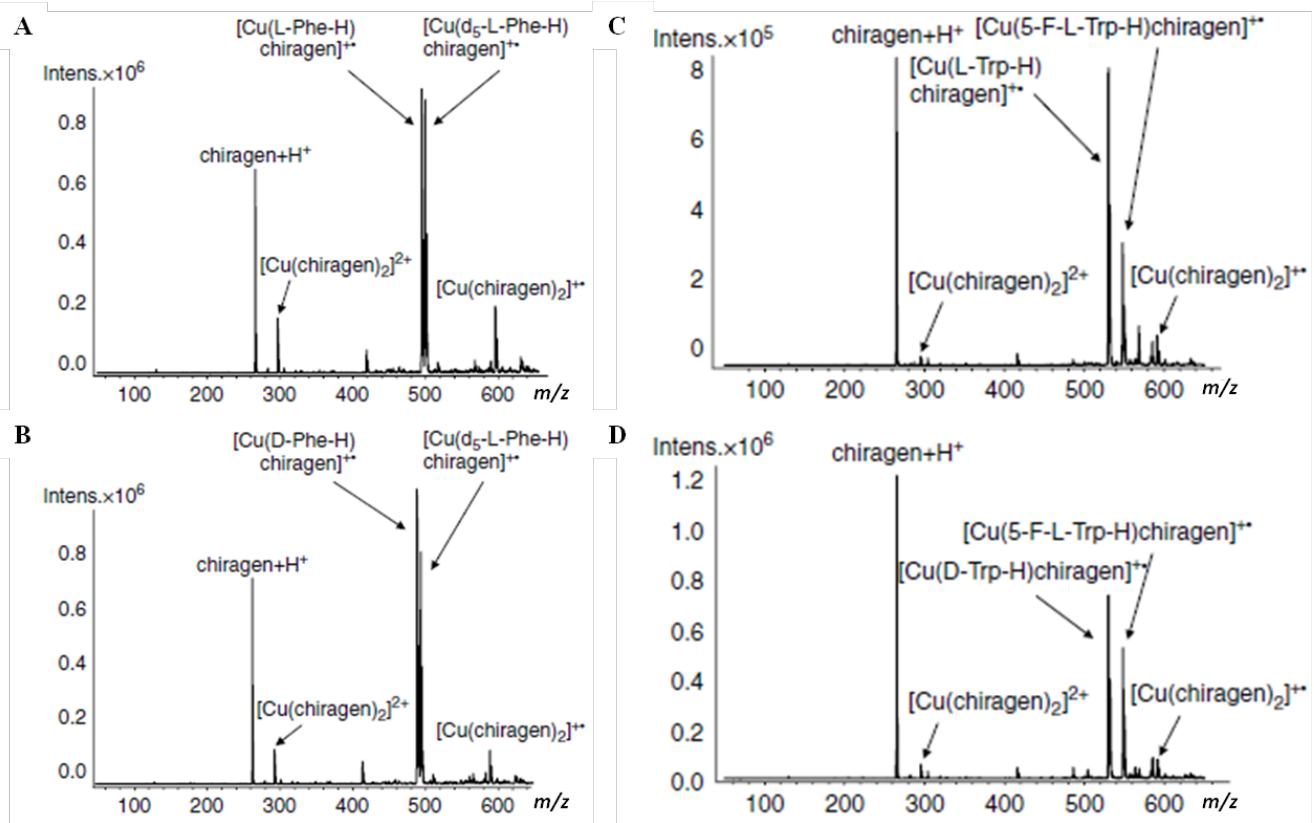 A
[Cu(L-Phe-H)
chiragen]⁺•
[Cu(d₅-L-Phe-H)
chiragen]⁺•
Intens.×10⁶
0.8
0.6
0.4
0.2
0.0
chiragen+H⁺
[Cu(chiragen)₂]²⁺
[Cu(chiragen)₂]⁺•
100 200 300 400 500 600 m/z
B
[Cu(D-Phe-H)
chiragen]⁺•
[Cu(d₅-L-Phe-H)
chiragen]⁺•
Intens.×10⁶
0.8
0.6
0.4
0.2
0.0
chiragen+H⁺
[Cu(chiragen)₂]²⁺
[Cu(chiragen)₂]⁺•
100 200 300 400 500 600 m/z
C
Intens.×10⁵
chiragen+H⁺
[Cu(5-F-L-Trp-H)chiragen]⁺•
[Cu(L-Trp-H)
chiragen]⁺•
8
6
4
2
0
[Cu(chiragen)₂]²⁺
[Cu(chiragen)₂]⁺•
100 200 300 400 500 600 m/z
D
Intens.×10⁶
chiragen+H⁺
1.2
1.0
0.8
0.6
0.4
0.2
0.0
[Cu(5-F-L-Trp-H)chiragen]⁺•
[Cu(D-Trp-H)chiragen]⁺•
[Cu(chiragen)₂]²⁺
[Cu(chiragen)₂]⁺•
100 200 300 400 500 600 m/z